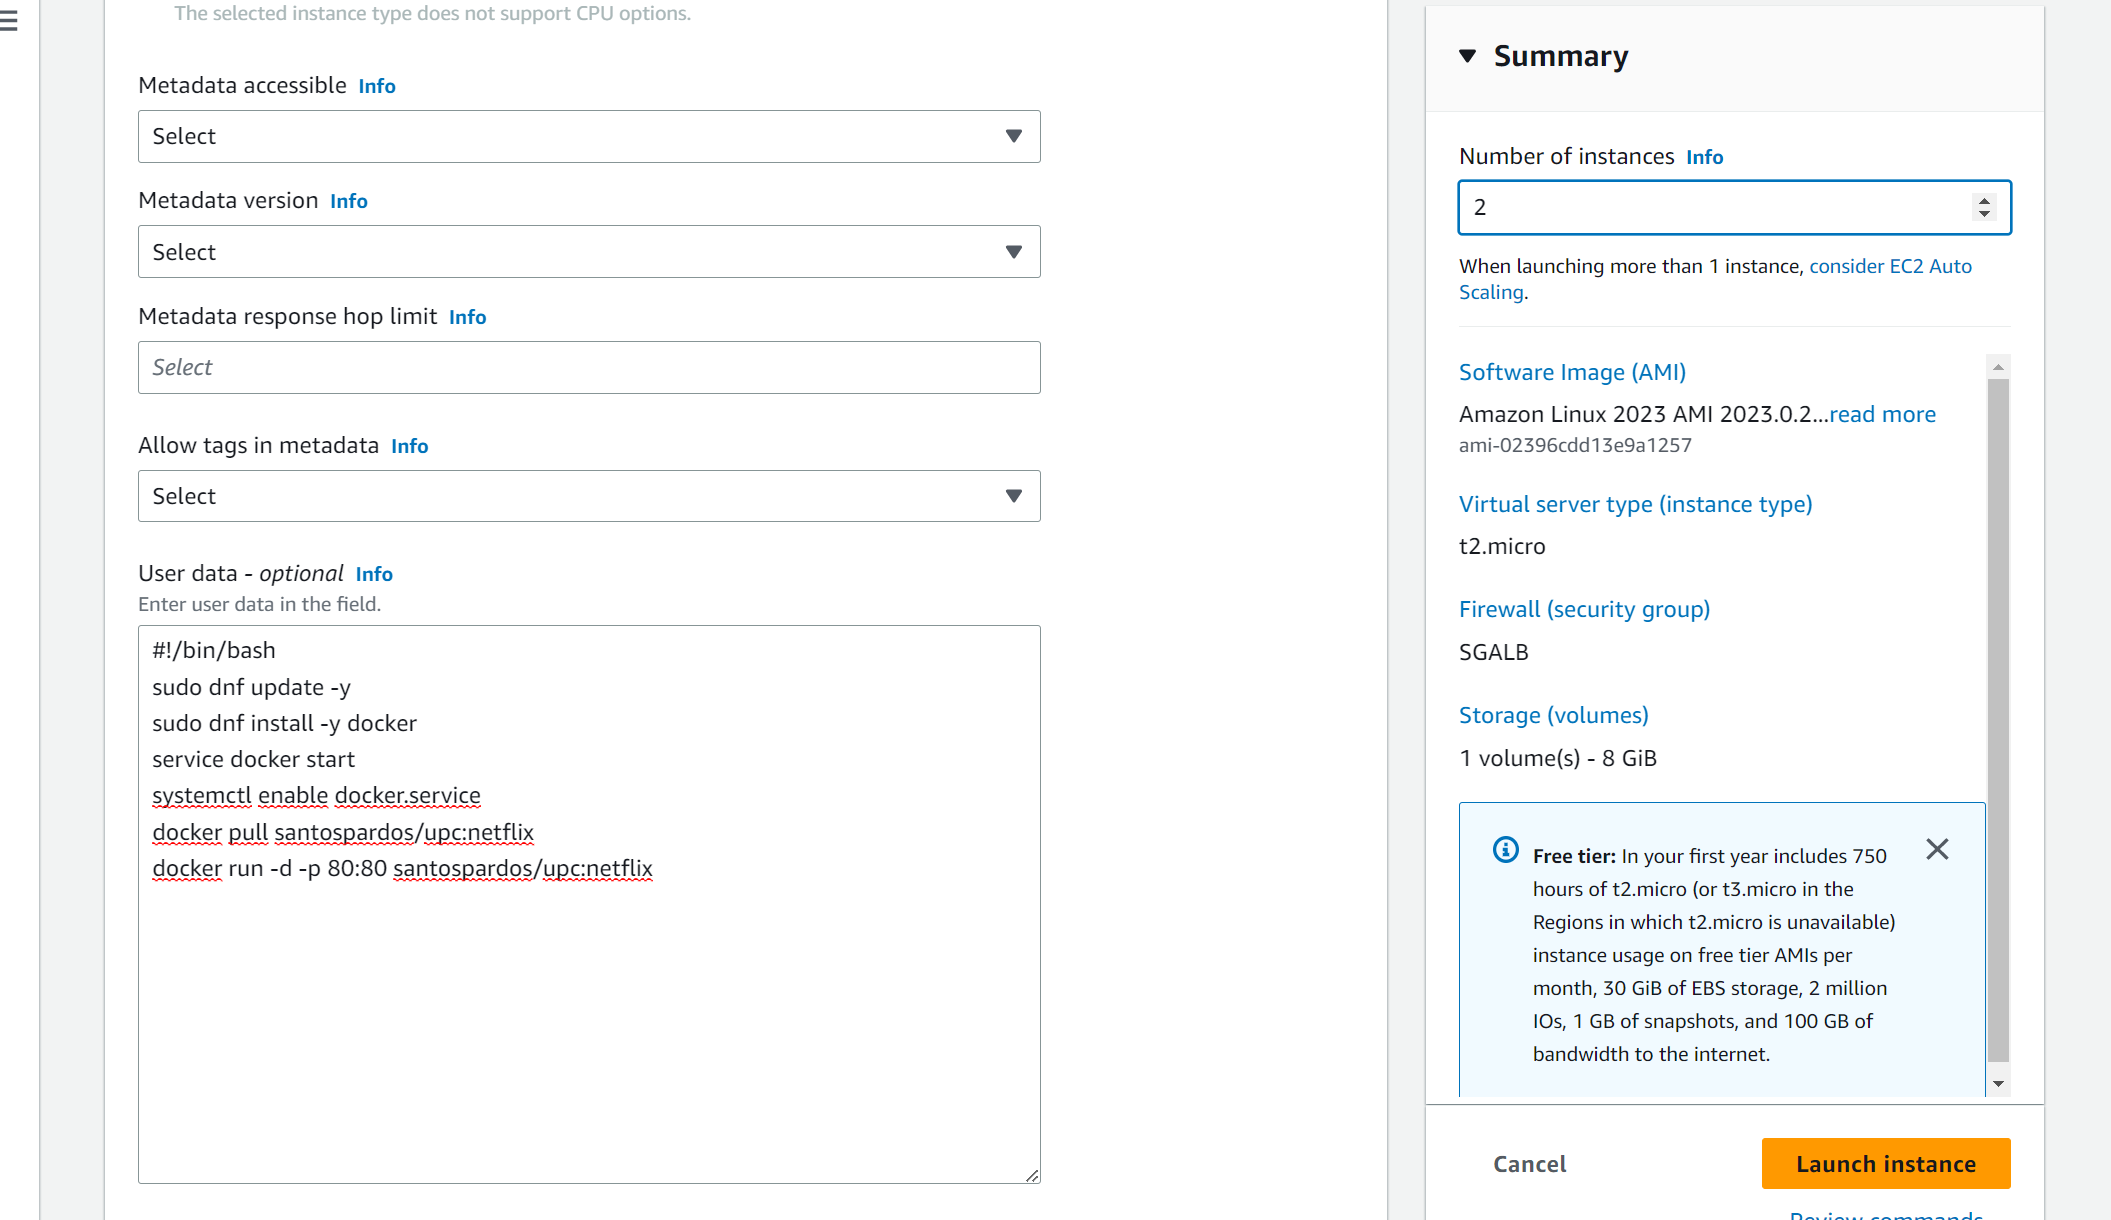 The selected instance type does not support CPU options.
Metadata accessible Info
Select
Metadata version Info
Select
Metadata response hop limit Info
Select
Allow tags in metadata Info
Select
User data - optional Info
Enter user data in the field.
#!/bin/bash
sudo dnf update -y
sudo dnf install -y docker
service docker start
systemctl enable docker.service
docker pull santospardos/upc:netflix
docker run -d -p 80:80 santospardos/upc:netflix
Summary
Number of instances Info
2
When launching more than 1 instance, consider EC2 Auto
Scaling.
Software Image (AMI)
Amazon Linux 2023 AMI 2023.0.2...read more
ami-02396cdd13e9a1257
Virtual server type (instance type)
t2.micro
Firewall (security group)
SGALB
Storage (volumes)
1 volume(s) - 8 GiB
Free tier: In your first year includes 750
hours of t2.micro (or t3.micro in the
Regions in which t2.micro is unavailable)
instance usage on free tier AMIs per
month, 30 GiB of EBS storage, 2 million
IOs, 1 GB of snapshots, and 100 GB of
bandwidth to the internet.
Cancel
Launch instance
Review commands